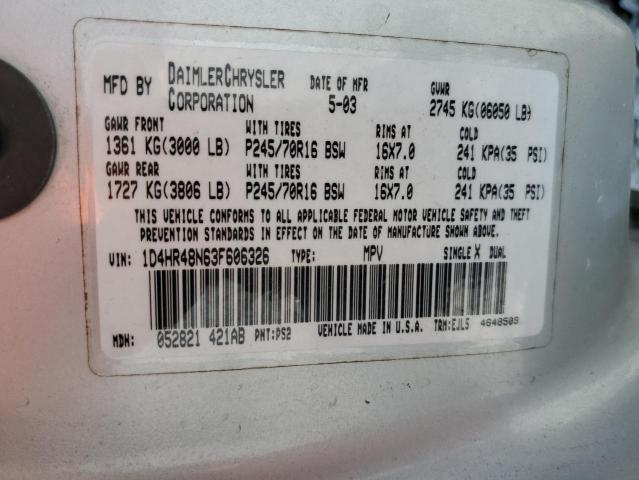 MFD BY DAIMLERCHRYSLER CORPORATION DATE OF MFR 5-03 GVWR 2745 KG(06050 LB)
GAWR FRONT WITH TIRES RIMS AT COLD
1361 KG(3000 LB) P245/70R16 BSW 16X7.0 241 KPA(35 PSI)
GAWR REAR WITH TIRES RIMS AT COLD
1727 KG(3806 LB) P245/70R16 BSW 16X7.0 241 KPA(35 PSI)
THIS VEHICLE CONFORMS TO ALL APPLICABLE FEDERAL MOTOR VEHICLE SAFETY AND THEFT
PREVENTION STANDARDS IN EFFECT ON THE DATE OF MANUFACTURE SHOWN ABOVE.
VIN: 1D4HR48N63F606326 TYPE: MPV SINGLE X DUAL
MDH: 052821 421AB PNT:PS2 VEHICLE MADE IN U.S.A. TRM:EJL5 4648509